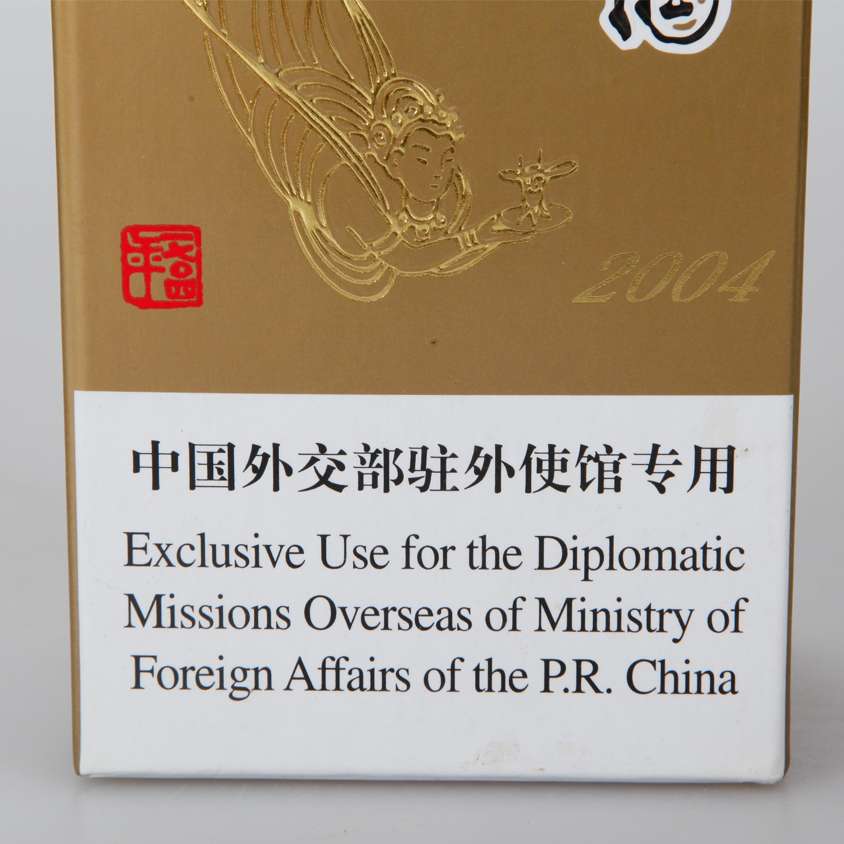 2004
中国外交部驻外使馆专用
Exclusive Use for the Diplomatic
Missions Overseas of Ministry of
Foreign Affairs of the P.R. China